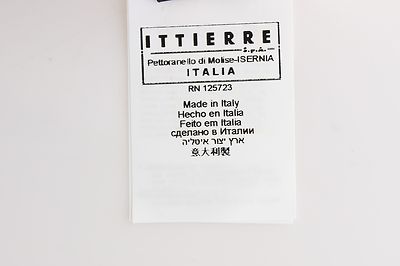 ITTIERRE
S.p.A.
Pettoranello di Molise-ISERNIA
ITALIA
RN 125723
Made in Italy
Hecho en Italia
Feito em Italia
сделано в Италии
ארץ יצור איטליה
意大利製